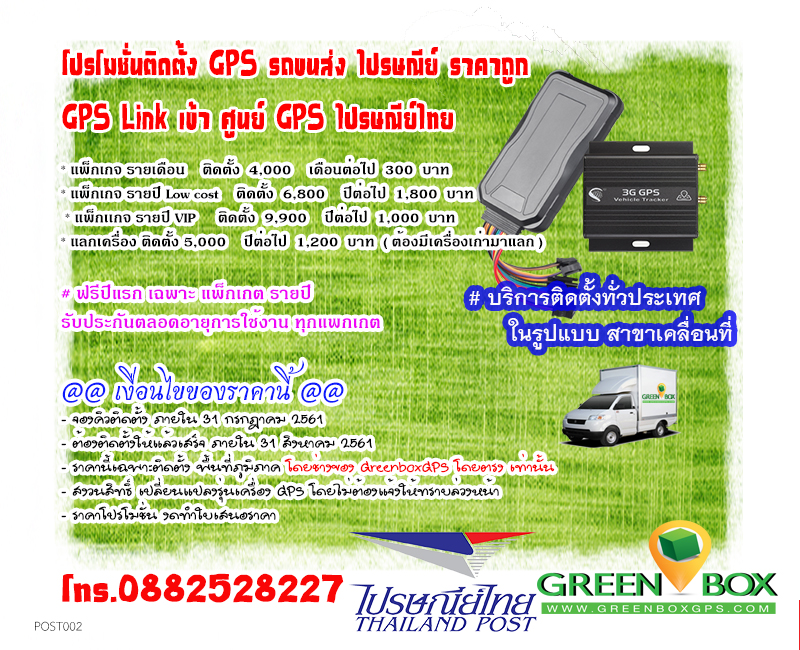 โปรโมชั่นติดตั้ง GPS รถขนส่ง ไปรษณีย์ ราคาถูก
GPS Link เข้า ศูนย์ GPS ไปรษณีย์ไทย
* แพ็กเกจ รายเดือน ติดตั้ง 4,000 เดือนต่อไป 300 บาท
* แพ็กเกจ รายปี Low cost ติดตั้ง 6,800 ปีต่อไป 1,800 บาท
* แพ็กแกจ รายปี VIP ติดตั้ง 9,900 ปีต่อไป 1,000 บาท
* แลกเครื่อง ติดตั้ง 5,000 ปีต่อไป 1,200 บาท ( ต้องมีเครื่องเก่ามาแลก )
3G GPS
Vehicle Tracker
# ฟรีปีแรก เฉพาะ แพ็กเกต รายปี
รับประกันตลอดอายุการใช้งาน ทุกแพกเกต
# บริการติดตั้งทั่วประเทศ
ในรูปแบบ สาขาเคลื่อนที่
@@ เงื่อนไขของราคานี้ @@
- จองคิวติดตั้ง ภายใน 31 กรกฎาคม 2561
- ต้องติดตั้งให้แล้วเสร็จ ภายใน 31 สิงหาคม 2561
- ราคานี้เฉพาะติดตั้ง พื้นที่ภูมิภาค โดยช่างของ GreenboxGPS โดยตรง เท่านั้น
- สงวนสิทธิ์ เปลี่ยนแปลงรุ่นเครื่อง GPS โดยไม่ต้องแจ้งให้ทราบล่วงหน้า
- ราคาโปรโมชั่น งดทำใบเสนอราคา
GREEN BOX
โทร.0882528227
ไปรษณีย์ไทย
THAILAND POST
GREEN BOX
WWW.GREENBOXGPS.COM
POST002